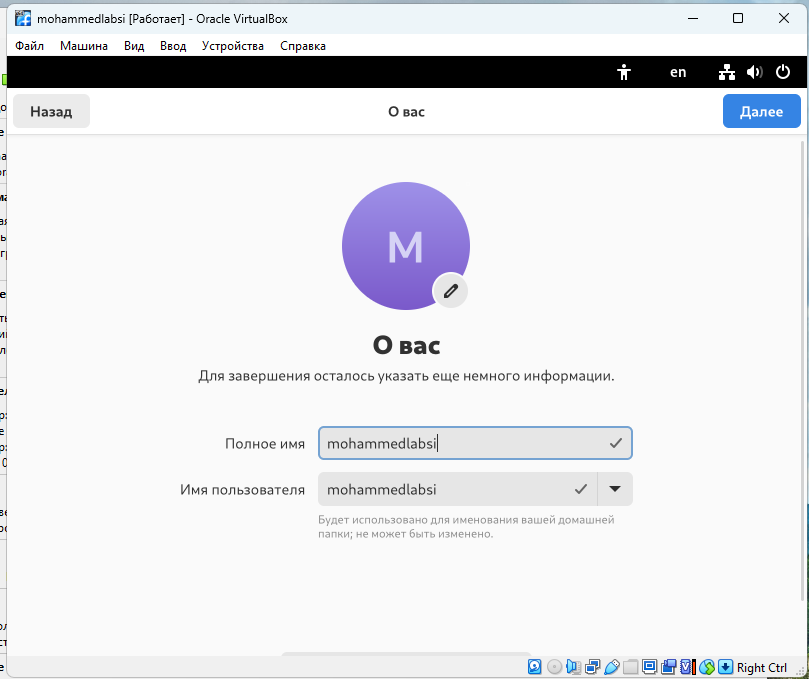 mohammedlabsi [Работает] - Oracle VirtualBox
Файл Машина Вид Ввод Устройства Справка
en
Назад О вас Далее
M
О вас
Для завершения осталось указать еще немного информации.
Полное имя mohammedlabsi
Имя пользователя mohammedlabsi
Будет использовано для именования вашей домашней
папки; не может быть изменено.
Right Ctrl